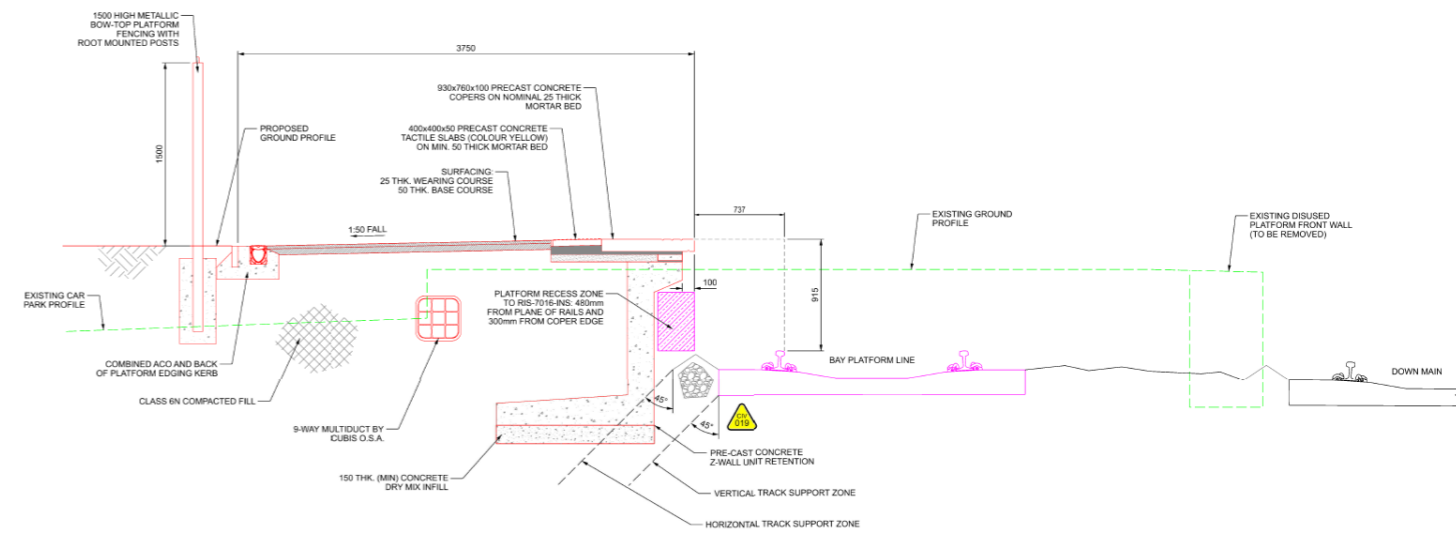 1500 HIGH METALLIC
BOW-TOP PLATFORM
FENCING WITH
ROOT MOUNTED POSTS
3750
930x760x100 PRECAST CONCRETE
COPERS ON NOMINAL 25 THICK
MORTAR BED
PROPOSED
GROUND PROFILE
400x400x50 PRECAST CONCRETE
TACTILE SLABS (COLOUR YELLOW)
ON MIN. 50 THICK MORTAR BED
1500
SURFACING:
25 THK. WEARING COURSE
50 THK. BASE COURSE
737
EXISTING GROUND
PROFILE
EXISTING DISUSED
PLATFORM FRONT WALL
(TO BE REMOVED)
1:50 FALL
100
915
EXISTING CAR
PARK PROFILE
PLATFORM RECESS ZONE
TO RIS-7016-INS: 480mm
FROM PLANE OF RAILS AND
300mm FROM COPER EDGE
BAY PLATFORM LINE
DOWN MAIN
COMBINED ACO AND BACK
OF PLATFORM EDGING KERB
CLASS 6N COMPACTED FILL
45°
45°
CIV
019
9-WAY MULTIDUCT BY
CUBIS O.S.A.
PRE-CAST CONCRETE
Z-WALL UNIT RETENTION
150 THK. (MIN) CONCRETE
DRY MIX INFILL
VERTICAL TRACK SUPPORT ZONE
HORIZONTAL TRACK SUPPORT ZONE